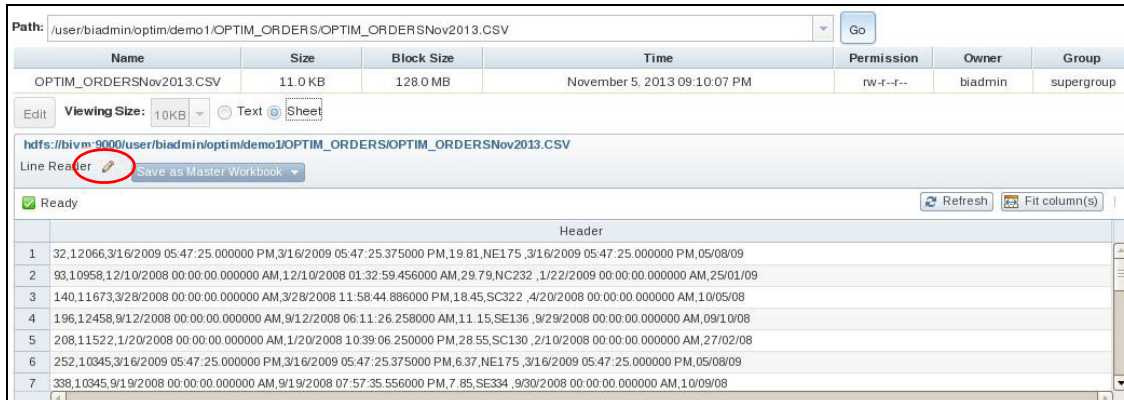 Path: /user/biadmin/optim/demo1/OPTIM_ORDERS/OPTIM_ORDERSNov2013.CSV Go
Name Size Block Size Time Permission Owner Group
OPTIM_ORDERSNov2013.CSV 11.0 KB 128.0 MB November 5, 2013 09:10:07 PM rw-r--r-- biadmin supergroup
Edit Viewing Size: 10KB Text Sheet
hdfs://bivm:9000/user/biadmin/optim/demo1/OPTIM_ORDERS/OPTIM_ORDERSNov2013.CSV
Line Reader Save as Master Workbook
Ready Refresh Fit column(s)
Header
1 32,12066,3/16/2009 05:47:25.000000 PM,3/16/2009 05:47:25.375000 PM,19.81,NE175 ,3/16/2009 05:47:25.000000 PM,05/08/09
2 93,10958,12/10/2008 00:00:00.000000 AM,12/10/2008 01:32:59.456000 AM,29.79,NC232 ,1/22/2009 00:00:00.000000 AM,25/01/09
3 140,11673,3/28/2008 00:00:00.000000 AM,3/28/2008 11:58:44.886000 PM,18.45,SC322 ,4/20/2008 00:00:00.000000 AM,10/05/08
4 196,12458,9/12/2008 00:00:00.000000 AM,9/12/2008 06:11:26.258000 AM,11.15,SE136 ,9/29/2008 00:00:00.000000 AM,09/10/08
5 208,11522,1/20/2008 00:00:00.000000 AM,1/20/2008 10:39:06.250000 PM,28.55,SC130 ,2/10/2008 00:00:00.000000 AM,27/02/08
6 252,10345,3/16/2009 05:47:25.000000 PM,3/16/2009 05:47:25.375000 PM,6.37,NE175 ,3/16/2009 05:47:25.000000 PM,05/08/09
7 338,10345,9/19/2008 00:00:00.000000 AM,9/19/2008 07:57:35.556000 PM,7.85,SE334 ,9/30/2008 00:00:00.000000 AM,10/09/08